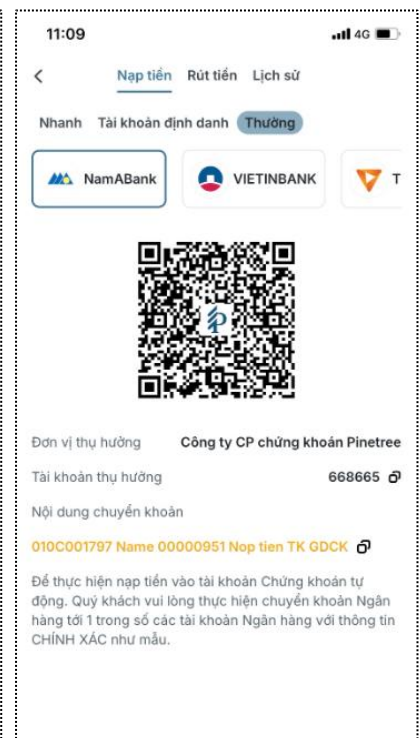 11:09 4G
Nạp tiền Rút tiền Lịch sử
Nhanh Tài khoản định danh Thường
NamABank VIETINBANK T
Đơn vị thụ hưởng Công ty CP chứng khoán Pinetree
Tài khoản thụ hưởng 668665
Nội dung chuyển khoản
010C001797 Name 00000951 Nop tien TK GDCK
Để thực hiện nạp tiền vào tài khoản Chứng khoán tự
động. Quý khách vui lòng thực hiện chuyển khoản Ngân
hàng tới 1 trong số các tài khoản Ngân hàng với thông tin
CHÍNH XÁC như mẫu.